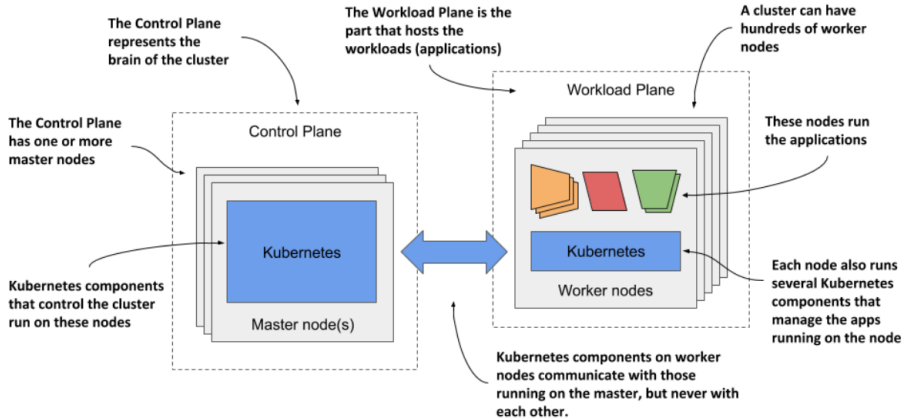 The Control Plane
represents the
brain of the cluster
The Workload Plane is the
part that hosts the
workloads (applications)
A cluster can have
hundreds of worker
nodes
The Control Plane
has one or more
master nodes
Control Plane
Workload Plane
These nodes run
the applications
Kubernetes
Kubernetes
Kubernetes components
that control the cluster
run on these nodes
Master node(s)
Worker nodes
Each node also runs
several Kubernetes
components that
manage the apps
running on the node
Kubernetes components on worker
nodes communicate with those
running on the master, but never with
each other.